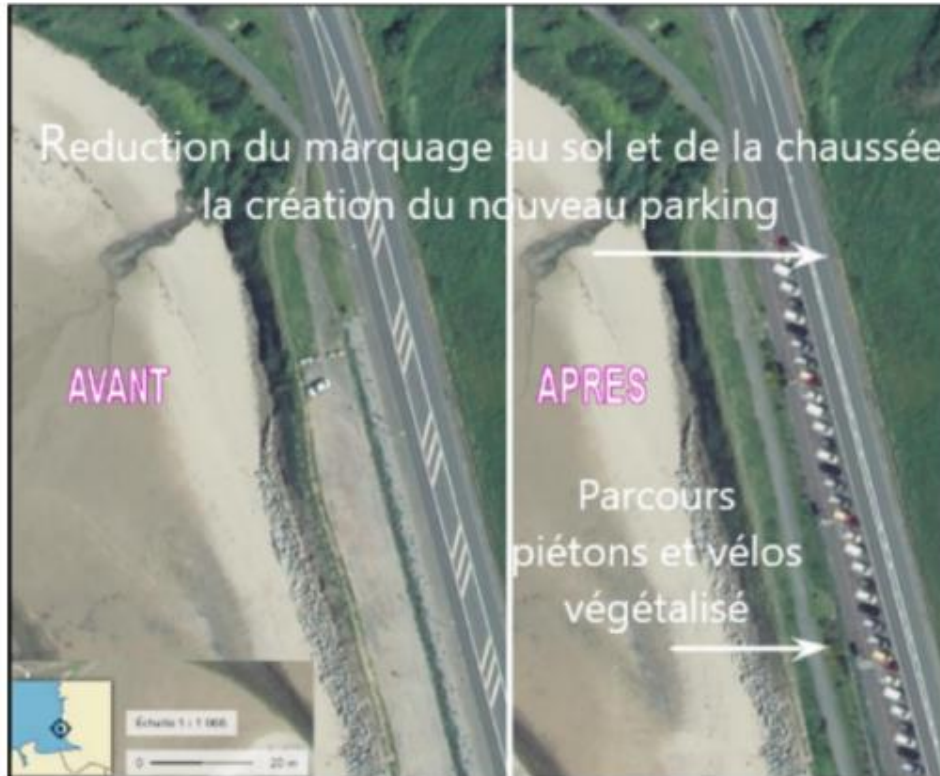 Reduction du marquage au sol et de la chaussée
la création du nouveau parking
AVANT
APRES
Parcours
piétons et vélos
végétalisé
Échelle 1 : 1 066
0 20 m